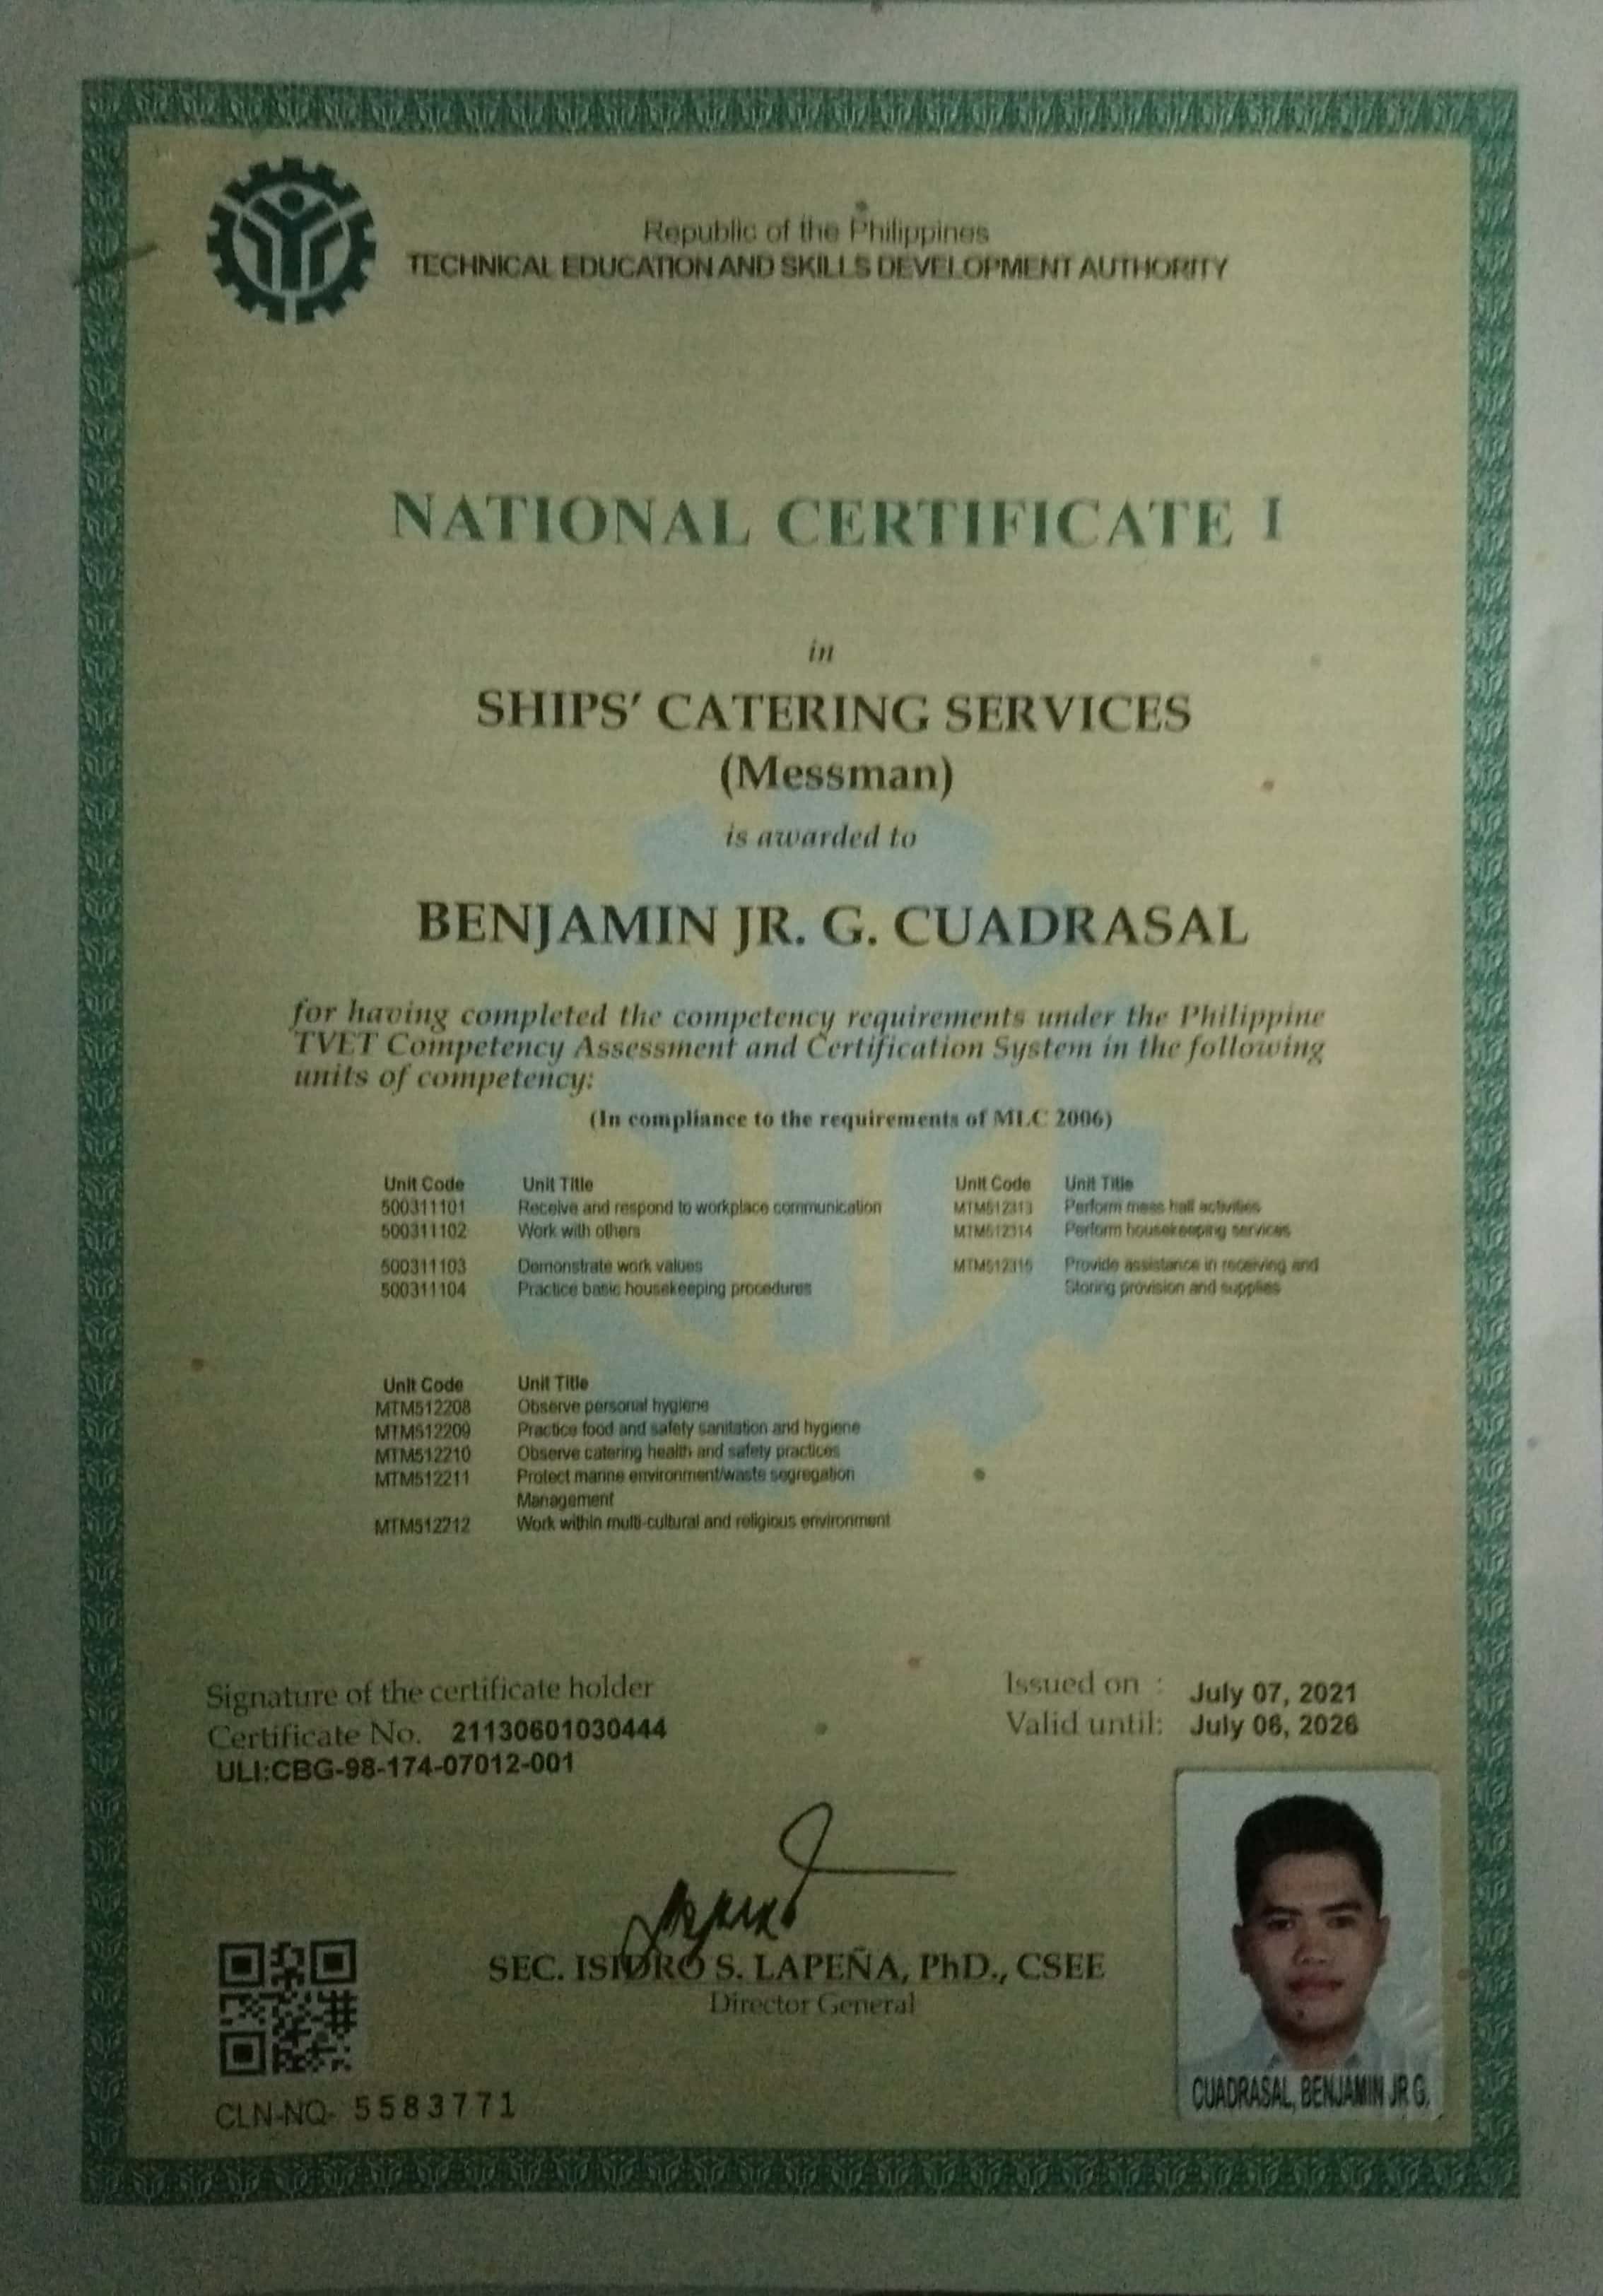 Republic of the Philippines
TECHNICAL EDUCATION AND SKILLS DEVELOPMENT AUTHORITY
NATIONAL CERTIFICATE I
in
SHIPS' CATERING SERVICES
(Messman)
is awarded to
BENJAMIN JR. G. CUADRASAL
for having completed the competency requirements under the Philippine
TVET Competency Assessment and Certification System in the following
units of competency:
(In compliance to the requirements of MLC 2006)
Unit Code Unit Title
500311101 Receive and respond to workplace communication
500311102 Work with others
500311103 Demonstrate work values
500311104 Practice basic housekeeping procedures
Unit Code Unit Title
MTM512313 Perform mess hall activities
MTM512314 Perform housekeeping services
MTM512315 Provide assistance in receiving and
Storing provision and supplies
Unit Code Unit Title
MTM512208 Observe personal hygiene
MTM512209 Practice food and safety sanitation and hygiene
MTM512210 Observe catering health and safety practices
MTM512211 Protect marine environment/waste segregation
Management
MTM512212 Work within multi-cultural and religious environment
Signature of the certificate holder
Certificate No. 21130601030444
ULI:CBG-98-174-07012-001
Issued on : July 07, 2021
Valid until: July 06, 2026
SEC. ISIDRO S. LAPEÑA, PhD., CSEE
Director General
CLN-NQ- 5583771
CUADRASAL, BENJAMIN JR G.